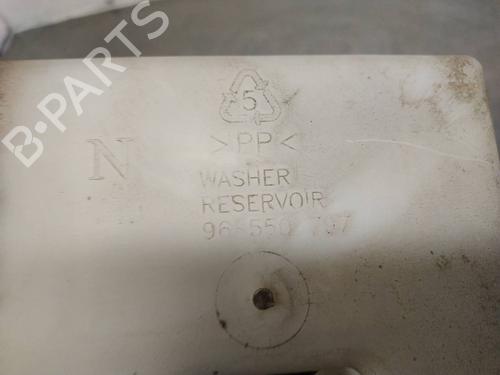 B-PARTS
5
>PP<
N
WASHER
RESERVOIR